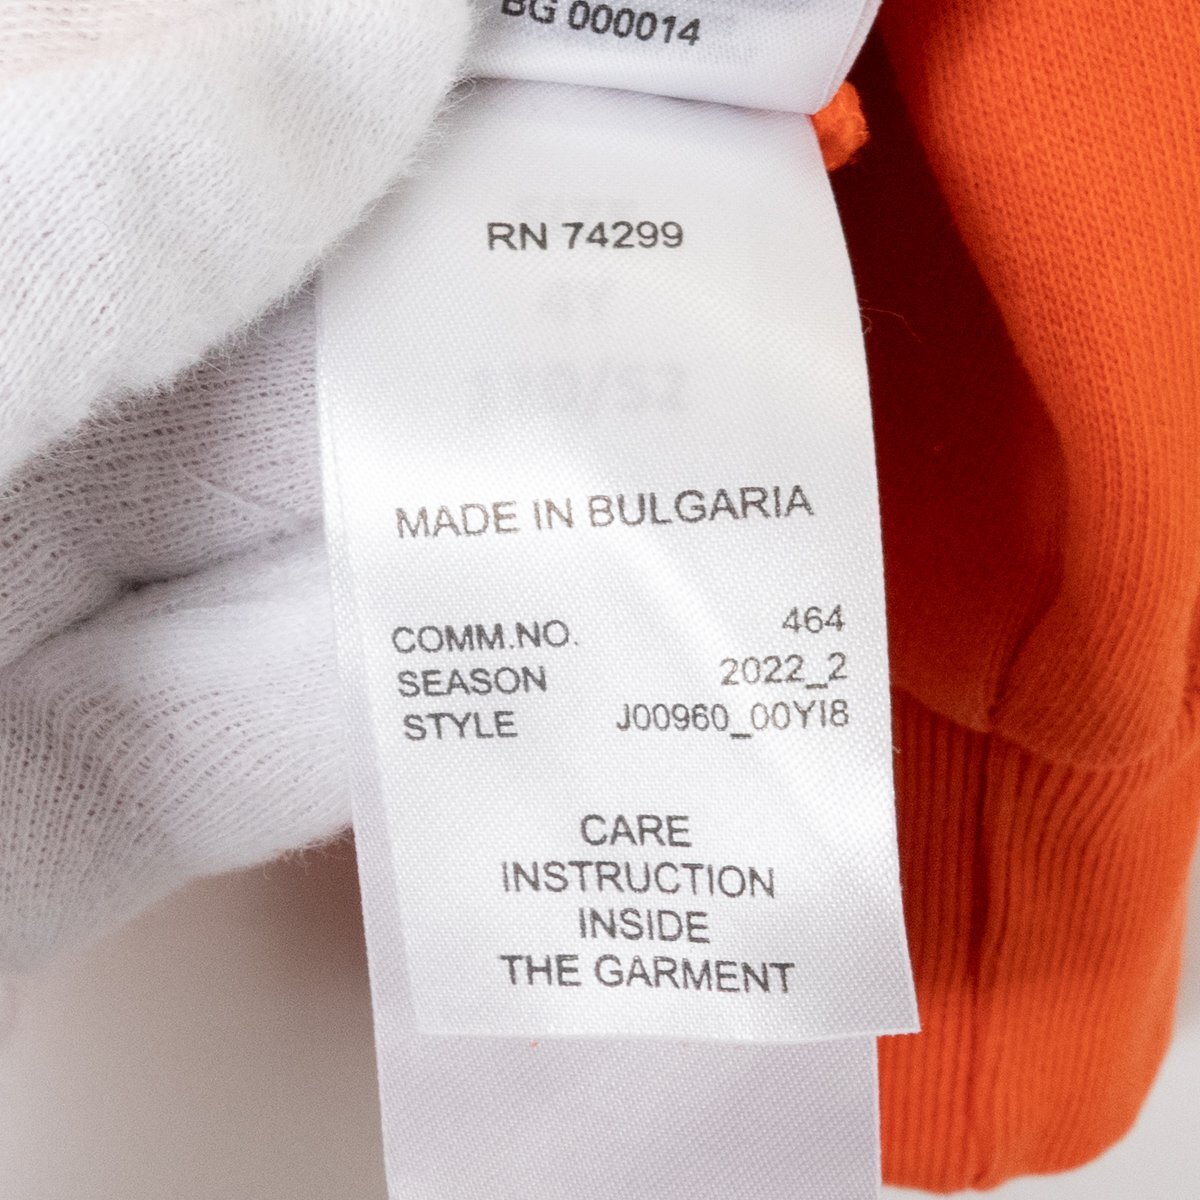 BG 000014
RN 74299
MADE IN BULGARIA
COMM.NO. 464
SEASON 2022_2
STYLE J00960_00YI8
CARE
INSTRUCTION
INSIDE
THE GARMENT